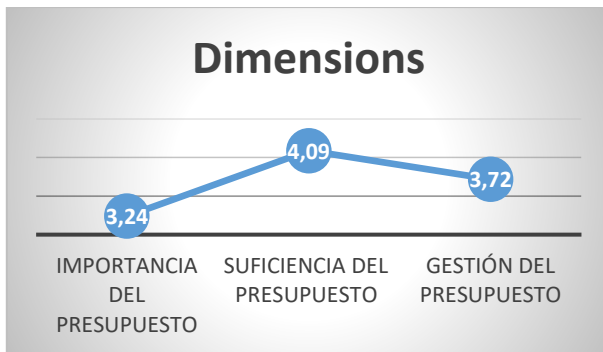 Dimensions
4,09
3,72
3,24
IMPORTANCIA
DEL
PRESUPUESTO
SUFICIENCIA DEL
PRESUPUESTO
GESTIÓN DEL
PRESUPUESTO